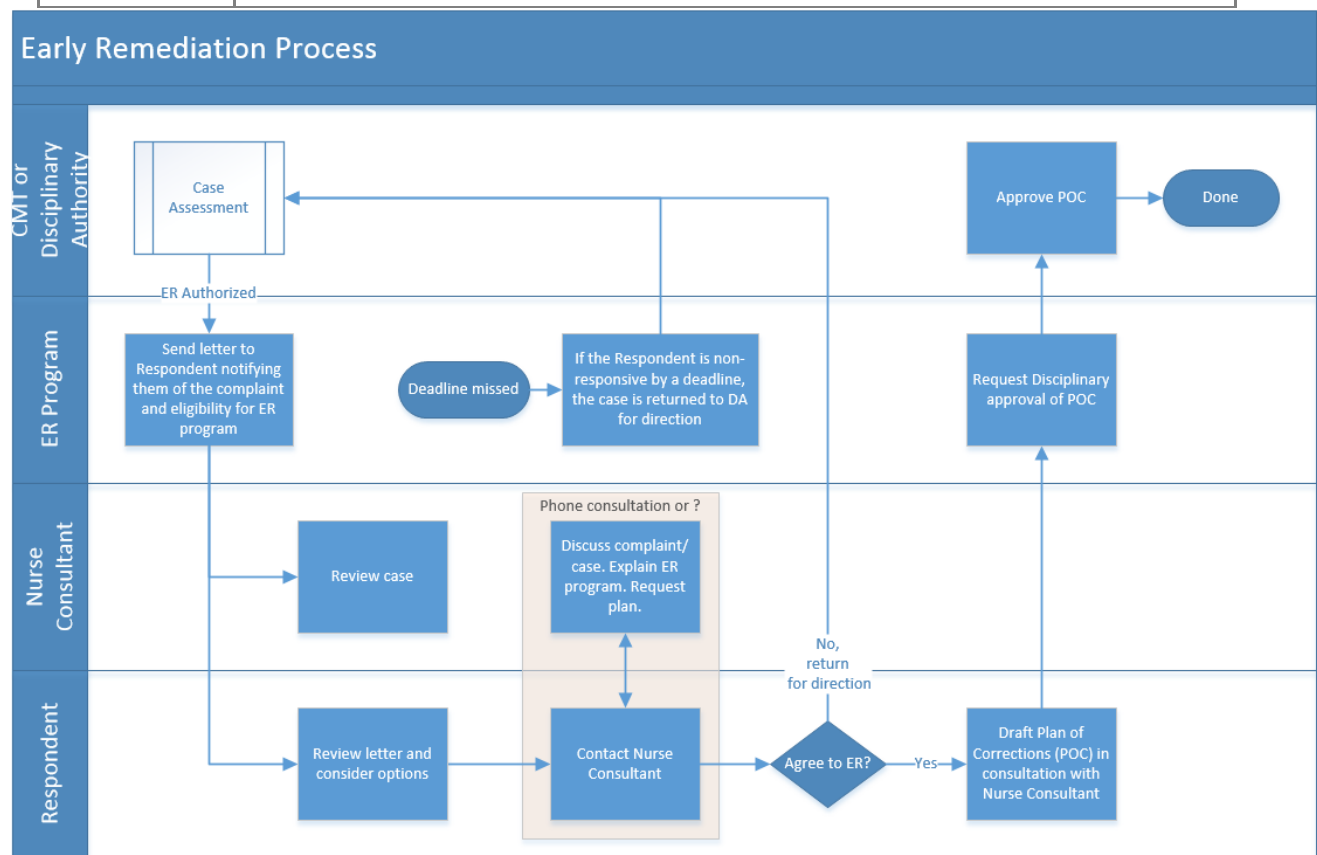 Early Remediation Process
CMT or
Disciplinary
Authority
Case
Assessment
Approve POC
Done
ER Authorized
ER Program
Send letter to
Respondent notifying
them of the complaint
and eligibility for ER
program
Deadline missed
If the Respondent is non-
responsive by a deadline,
the case is returned to DA
for direction
Request Disciplinary
approval of POC
Nurse
Consultant
Review case
Phone consultation or ?
Discuss complaint/
case. Explain ER
program. Request
plan.
No,
return
for direction
Respondent
Review letter and
consider options
Contact Nurse
Consultant
Agree to ER?
Yes
Draft Plan of
Corrections (POC) in
consultation with
Nurse Consultant